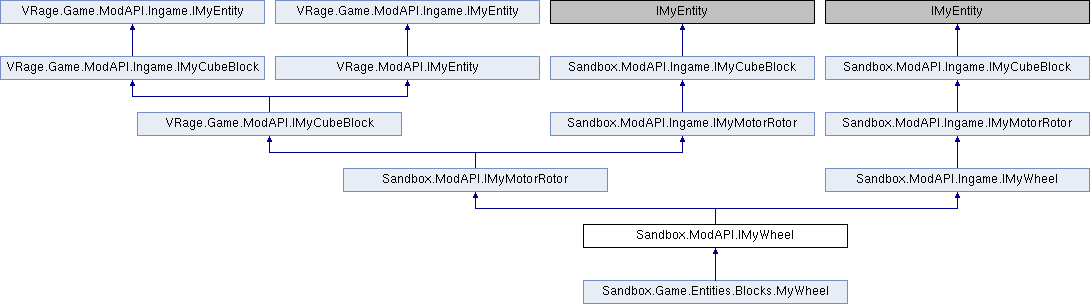 VRage.Game.ModAPI.Ingame.IMyEntity
VRage.Game.ModAPI.Ingame.IMyEntity
IMyEntity
IMyEntity
VRage.Game.ModAPI.Ingame.IMyCubeBlock
VRage.ModAPI.IMyEntity
Sandbox.ModAPI.Ingame.IMyCubeBlock
Sandbox.ModAPI.Ingame.IMyCubeBlock
VRage.Game.ModAPI.IMyCubeBlock
Sandbox.ModAPI.Ingame.IMyMotorRotor
Sandbox.ModAPI.Ingame.IMyMotorRotor
Sandbox.ModAPI.IMyMotorRotor
Sandbox.ModAPI.Ingame.IMyWheel
Sandbox.ModAPI.IMyWheel
Sandbox.Game.Entities.Blocks.MyWheel